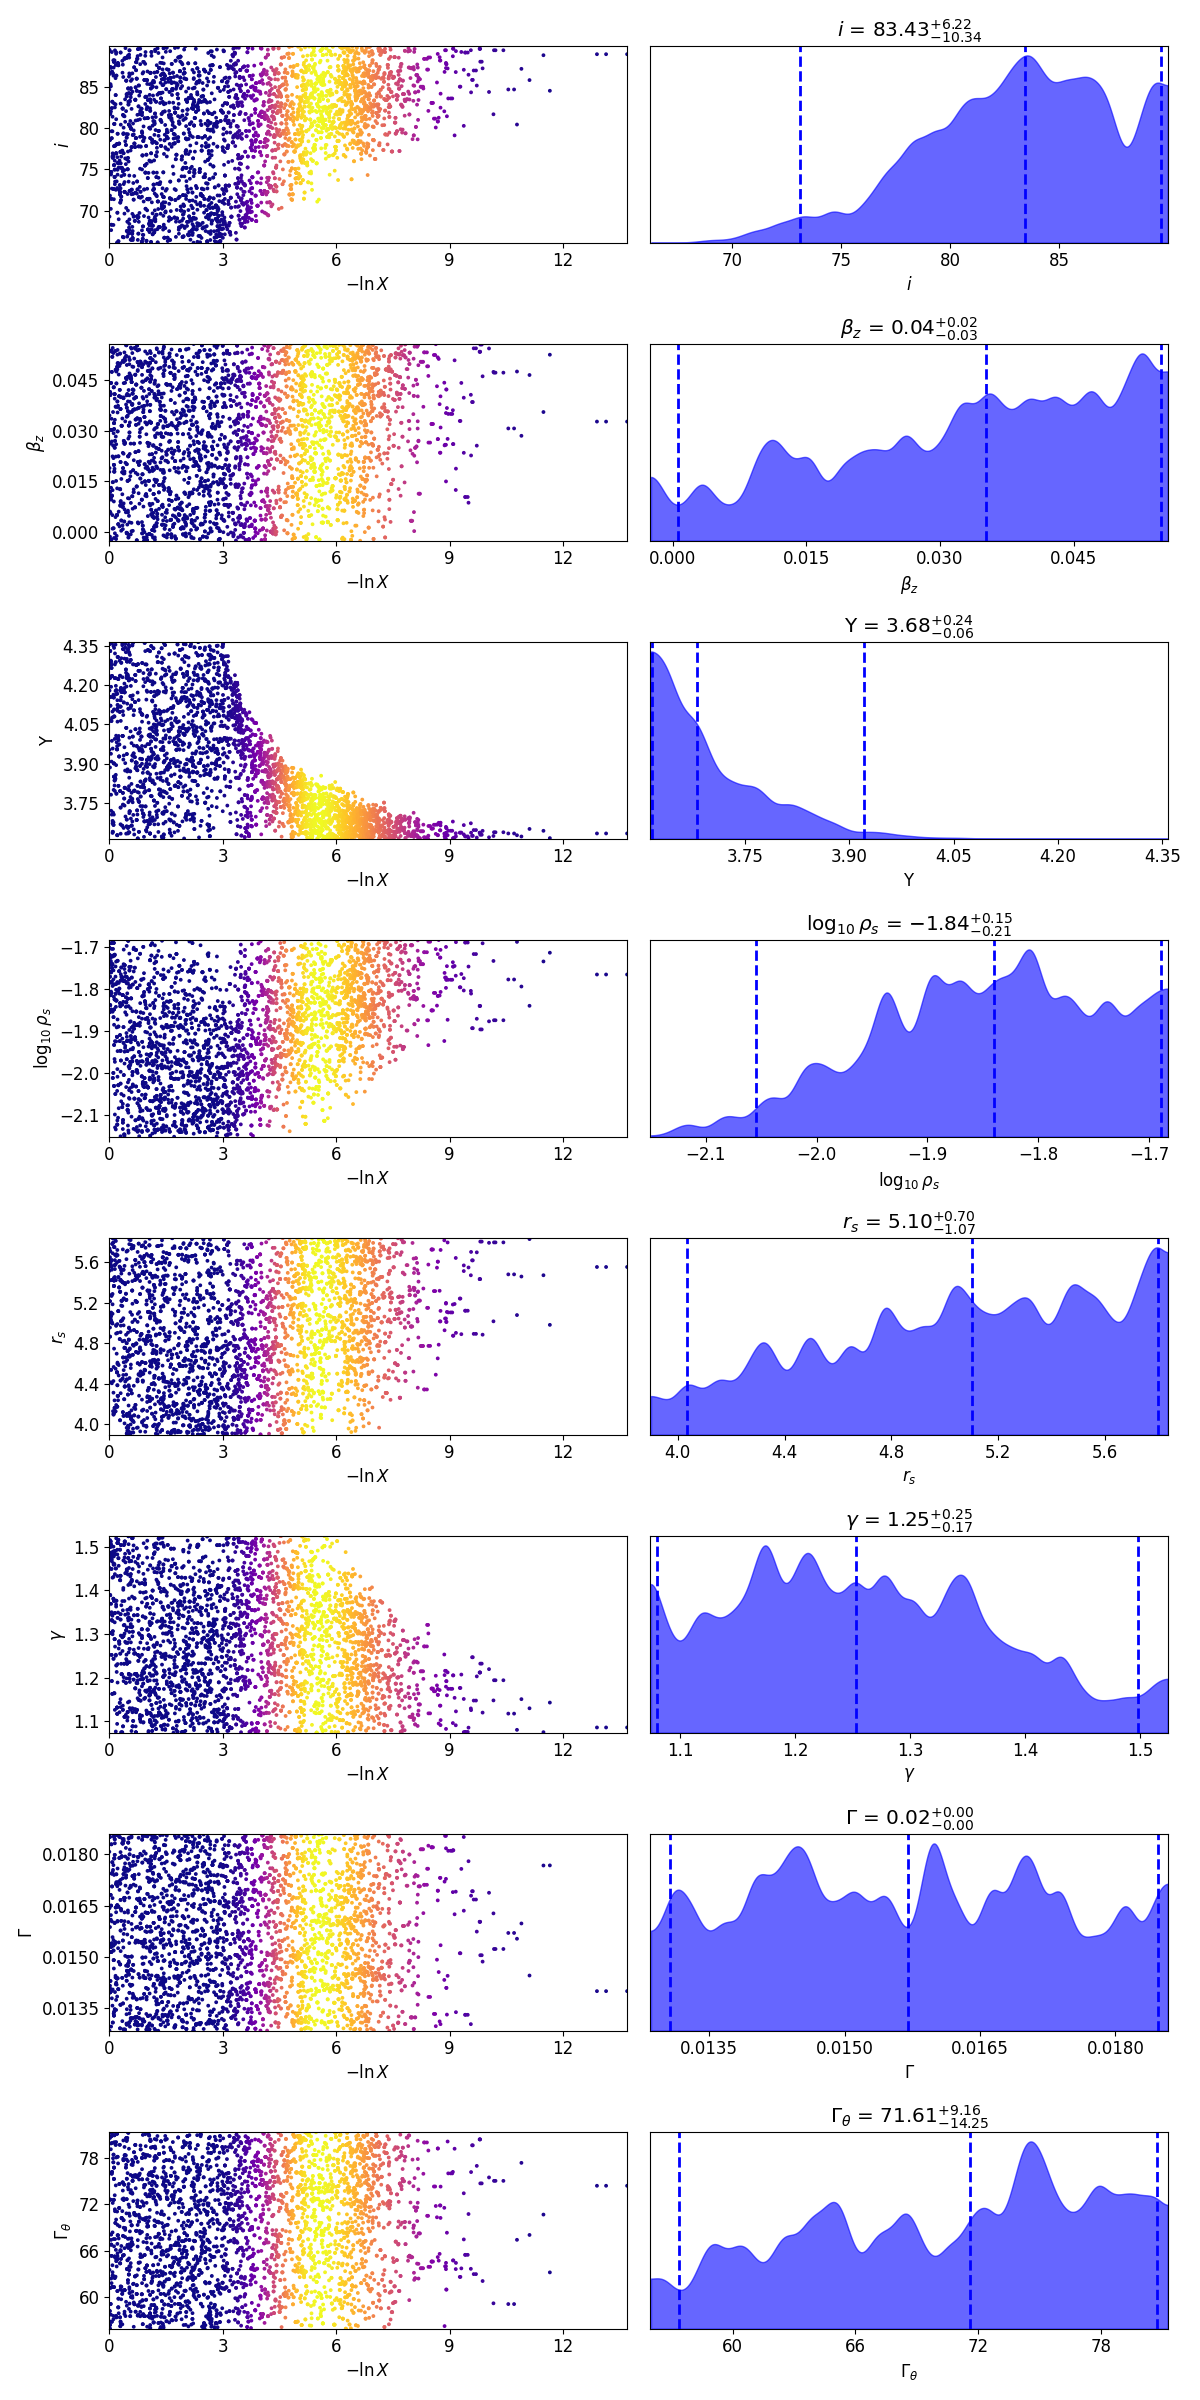 i = 83.43 +6.22 −10.34
85
80
75
70
i
0 3 6 9 12
−ln X
70 75 80 85
i
β_z = 0.04 +0.02 −0.03
0.045
0.030
0.015
0.000
β_z
0 3 6 9 12
−ln X
0.000 0.015 0.030 0.045
β_z
Υ = 3.68 +0.24 −0.06
4.35
4.20
4.05
3.90
3.75
Υ
0 3 6 9 12
−ln X
3.75 3.90 4.05 4.20 4.35
Υ
log₁₀ ρ_s = −1.84 +0.15 −0.21
−1.7
−1.8
−1.9
−2.0
−2.1
log₁₀ ρ_s
0 3 6 9 12
−ln X
−2.1 −2.0 −1.9 −1.8 −1.7
log₁₀ ρ_s
r_s = 5.10 +0.70 −1.07
5.6
5.2
4.8
4.4
4.0
r_s
0 3 6 9 12
−ln X
4.0 4.4 4.8 5.2 5.6
r_s
γ = 1.25 +0.25 −0.17
1.5
1.4
1.3
1.2
1.1
γ
0 3 6 9 12
−ln X
1.1 1.2 1.3 1.4 1.5
γ
Γ = 0.02 +0.00 −0.00
0.0180
0.0165
0.0150
0.0135
Γ
0 3 6 9 12
−ln X
0.0135 0.0150 0.0165 0.0180
Γ
Γ_θ = 71.61 +9.16 −14.25
78
72
66
60
Γ_θ
0 3 6 9 12
−ln X
60 66 72 78
Γ_θ